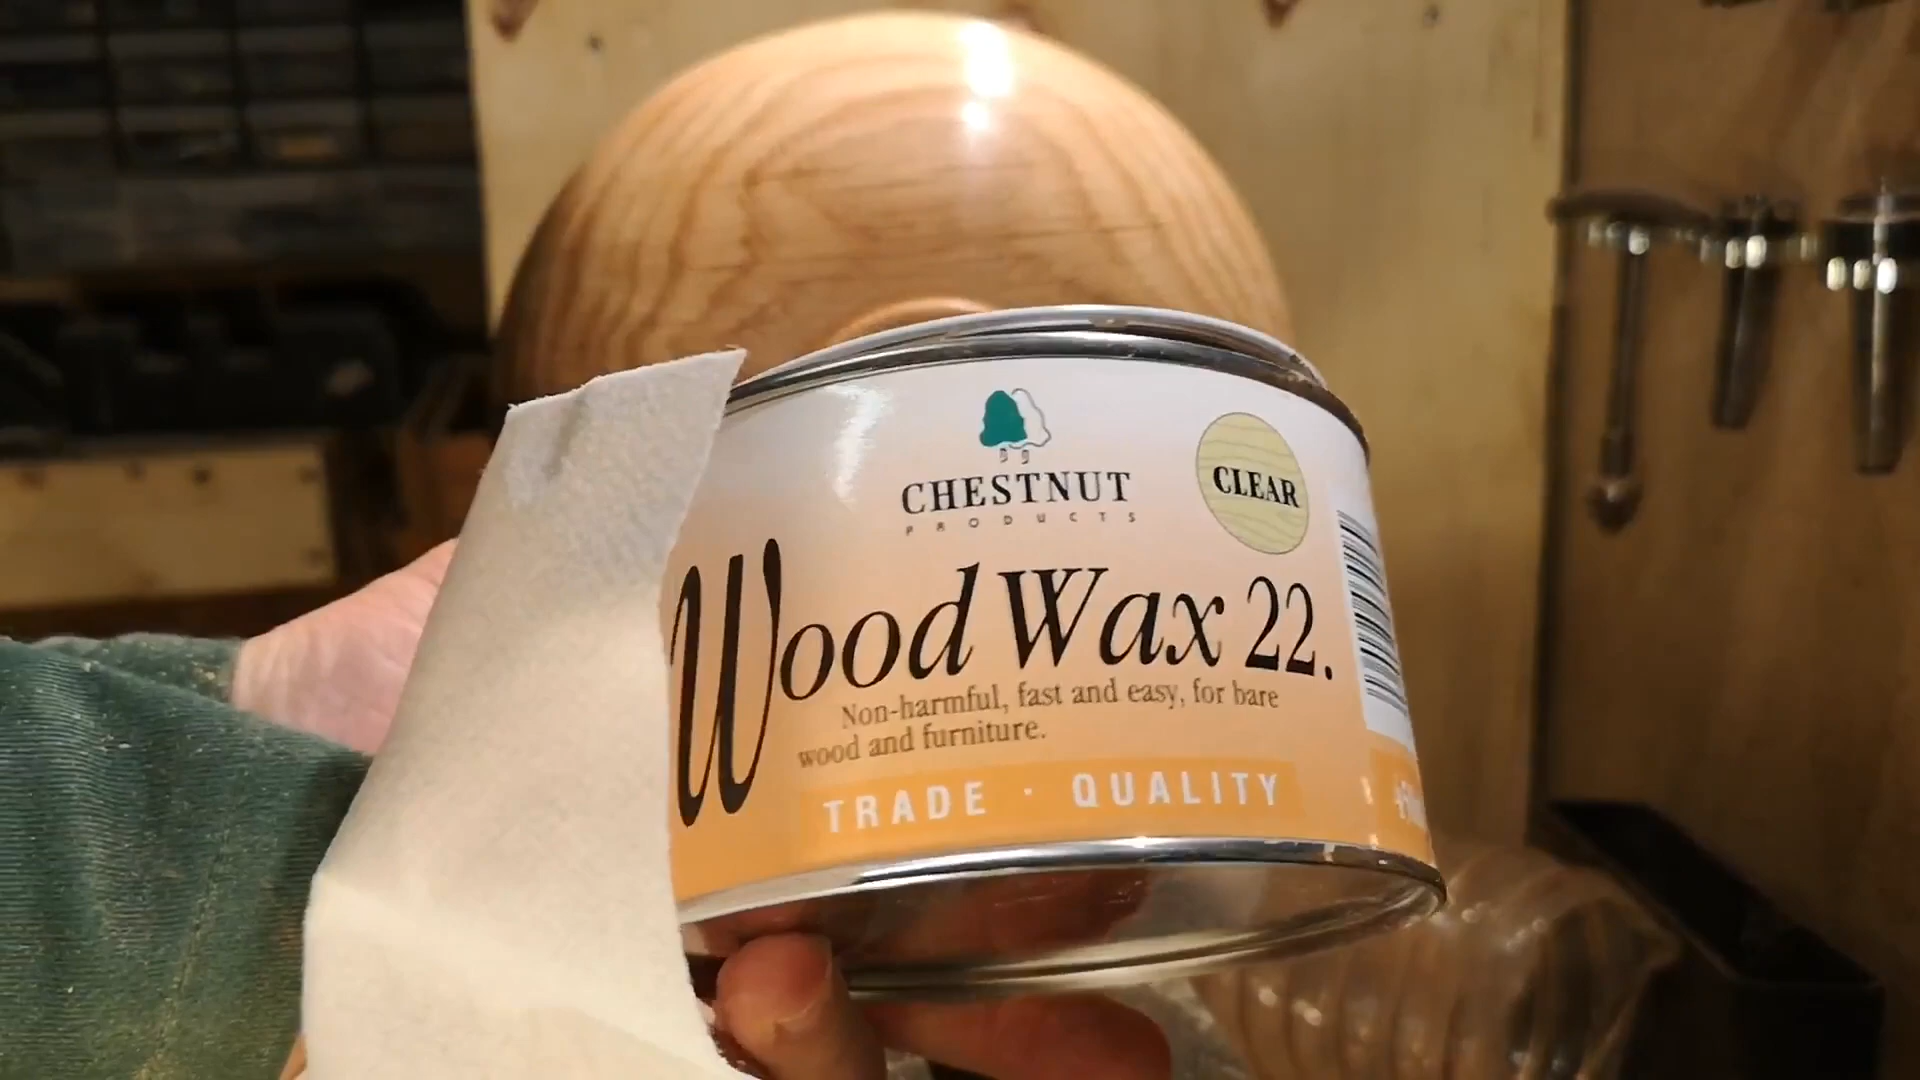 CHESTNUT
PRODUCTS
CLEAR
Wood Wax 22.
Non-harmful, fast and easy, for bare
wood and furniture.
TRADE · QUALITY